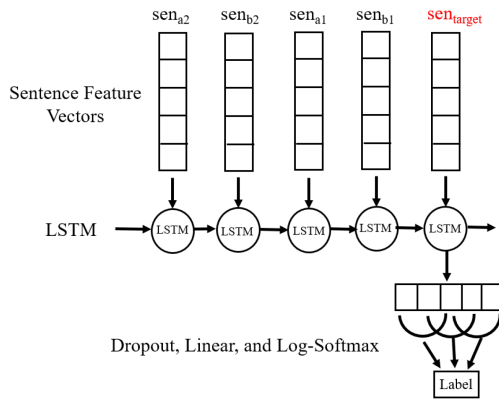 sen_a2 sen_b2 sen_a1 sen_b1 sen_target
Sentence Feature
Vectors
LSTM LSTM LSTM LSTM LSTM LSTM
Dropout, Linear, and Log-Softmax
Label